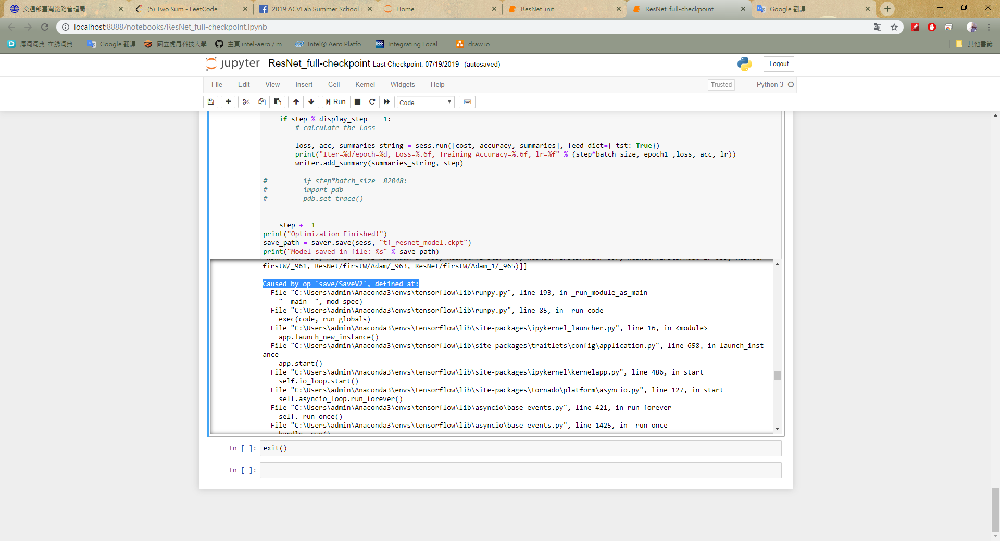 交通部臺灣鐵路管理局
(5) Two Sum - LeetCode
2019 ACVLab Summer School
Home
ResNet_init
ResNet_full-checkpoint
Google 翻譯
localhost:8888/notebooks/ResNet_full-checkpoint.ipynb
海词词典_在线词典...
Google 翻譯
國立虎尾科技大學
主頁·intel-aero / m...
Intel® Aero Platfo...
Integrating Local...
draw.io
其他書籤
jupyter ResNet_full-checkpoint Last Checkpoint: 07/19/2019 (autosaved)
Logout
File Edit View Insert Cell Kernel Widgets Help
Trusted
Python 3
Run
Code
if step % display_step == 1:
# calculate the loss
loss, acc, summaries_string = sess.run([cost, accuracy, summaries], feed_dict={ tst: True})
print("Iter=%d/epoch=%d, Loss=%.6f, Training Accuracy=%.6f, lr=%f" % (step*batch_size, epoch1 ,loss, acc, lr))
writer.add_summary(summaries_string, step)
# if step*batch_size==82048:
# import pdb
# pdb.set_trace()
step += 1
print("Optimization Finished!")
save_path = saver.save(sess, "tf_resnet_model.ckpt")
print("Model saved in file: %s" % save_path)
firstW/_961, ResNet/firstW/Adam/_963, ResNet/firstW/Adam_1/_965)]]
Caused by op 'save/SaveV2', defined at:
File "C:\Users\admin\Anaconda3\envs\tensorflow\lib\runpy.py", line 193, in _run_module_as_main
"__main__", mod_spec)
File "C:\Users\admin\Anaconda3\envs\tensorflow\lib\runpy.py", line 85, in _run_code
exec(code, run_globals)
File "C:\Users\admin\Anaconda3\envs\tensorflow\lib\site-packages\ipykernel_launcher.py", line 16, in <module>
app.launch_new_instance()
File "C:\Users\admin\Anaconda3\envs\tensorflow\lib\site-packages\traitlets\config\application.py", line 658, in launch_inst
ance
app.start()
File "C:\Users\admin\Anaconda3\envs\tensorflow\lib\site-packages\ipykernel\kernelapp.py", line 486, in start
self.io_loop.start()
File "C:\Users\admin\Anaconda3\envs\tensorflow\lib\site-packages\tornado\platform\asyncio.py", line 127, in start
self.asyncio_loop.run_forever()
File "C:\Users\admin\Anaconda3\envs\tensorflow\lib\asyncio\base_events.py", line 421, in run_forever
self._run_once()
File "C:\Users\admin\Anaconda3\envs\tensorflow\lib\asyncio\base_events.py", line 1425, in _run_once
handle._run()
In [ ]: exit()
In [ ]: